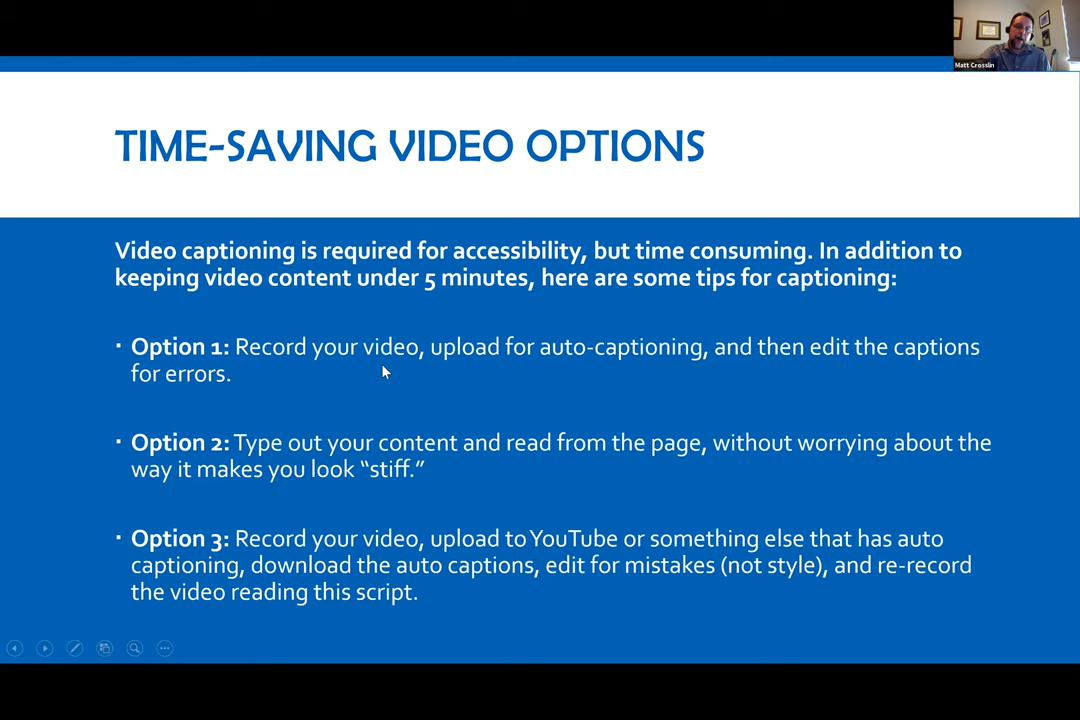 Matt Crosslin
TIME-SAVING VIDEO OPTIONS
Video captioning is required for accessibility, but time consuming. In addition to
keeping video content under 5 minutes, here are some tips for captioning:
▪ Option 1: Record your video, upload for auto-captioning, and then edit the captions
for errors.
▪ Option 2: Type out your content and read from the page, without worrying about the
way it makes you look “stiff.”
▪ Option 3: Record your video, upload to YouTube or something else that has auto
captioning, download the auto captions, edit for mistakes (not style), and re-record
the video reading this script.